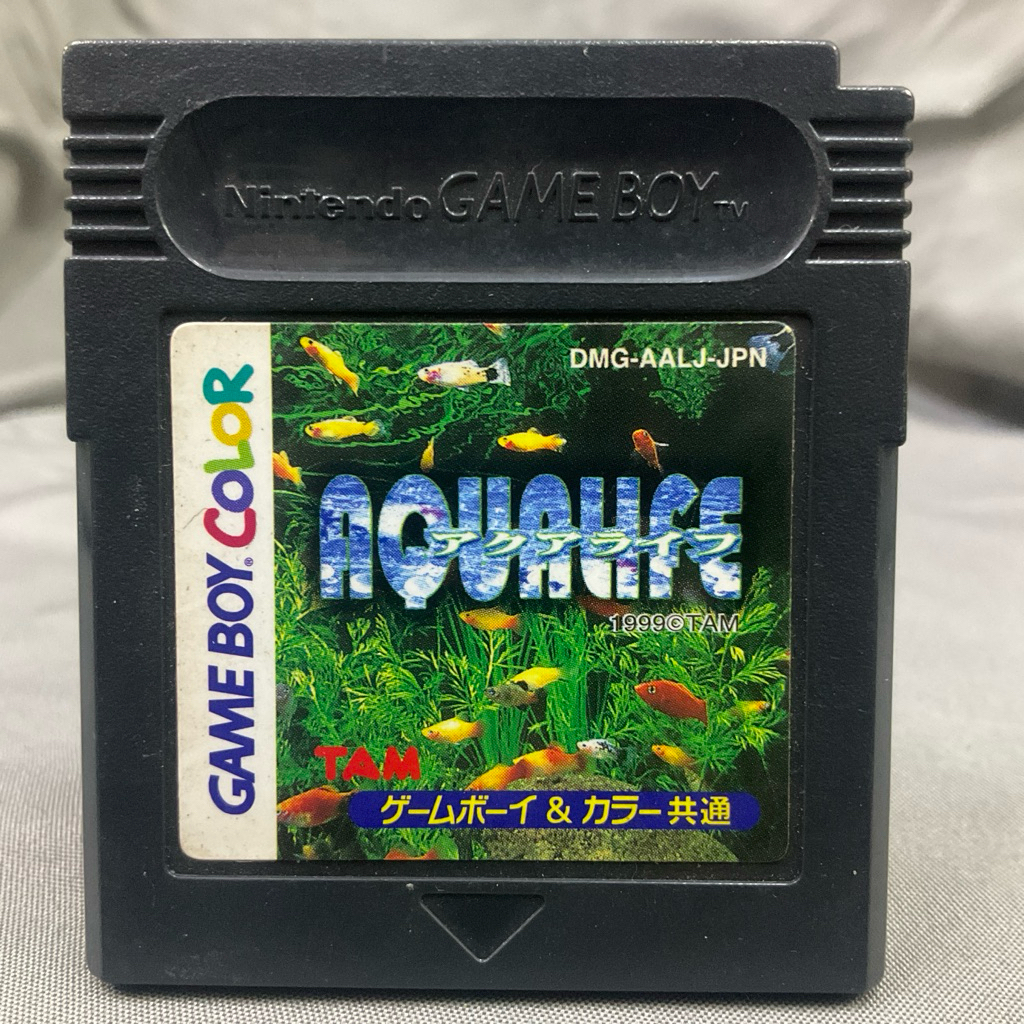 Nintendo GAME BOY TM
GAME BOY® COLOR
DMG-AALJ-JPN
AQUALIFE
アクアライフ
1999©TAM
TAM
ゲームボーイ & カラー共通